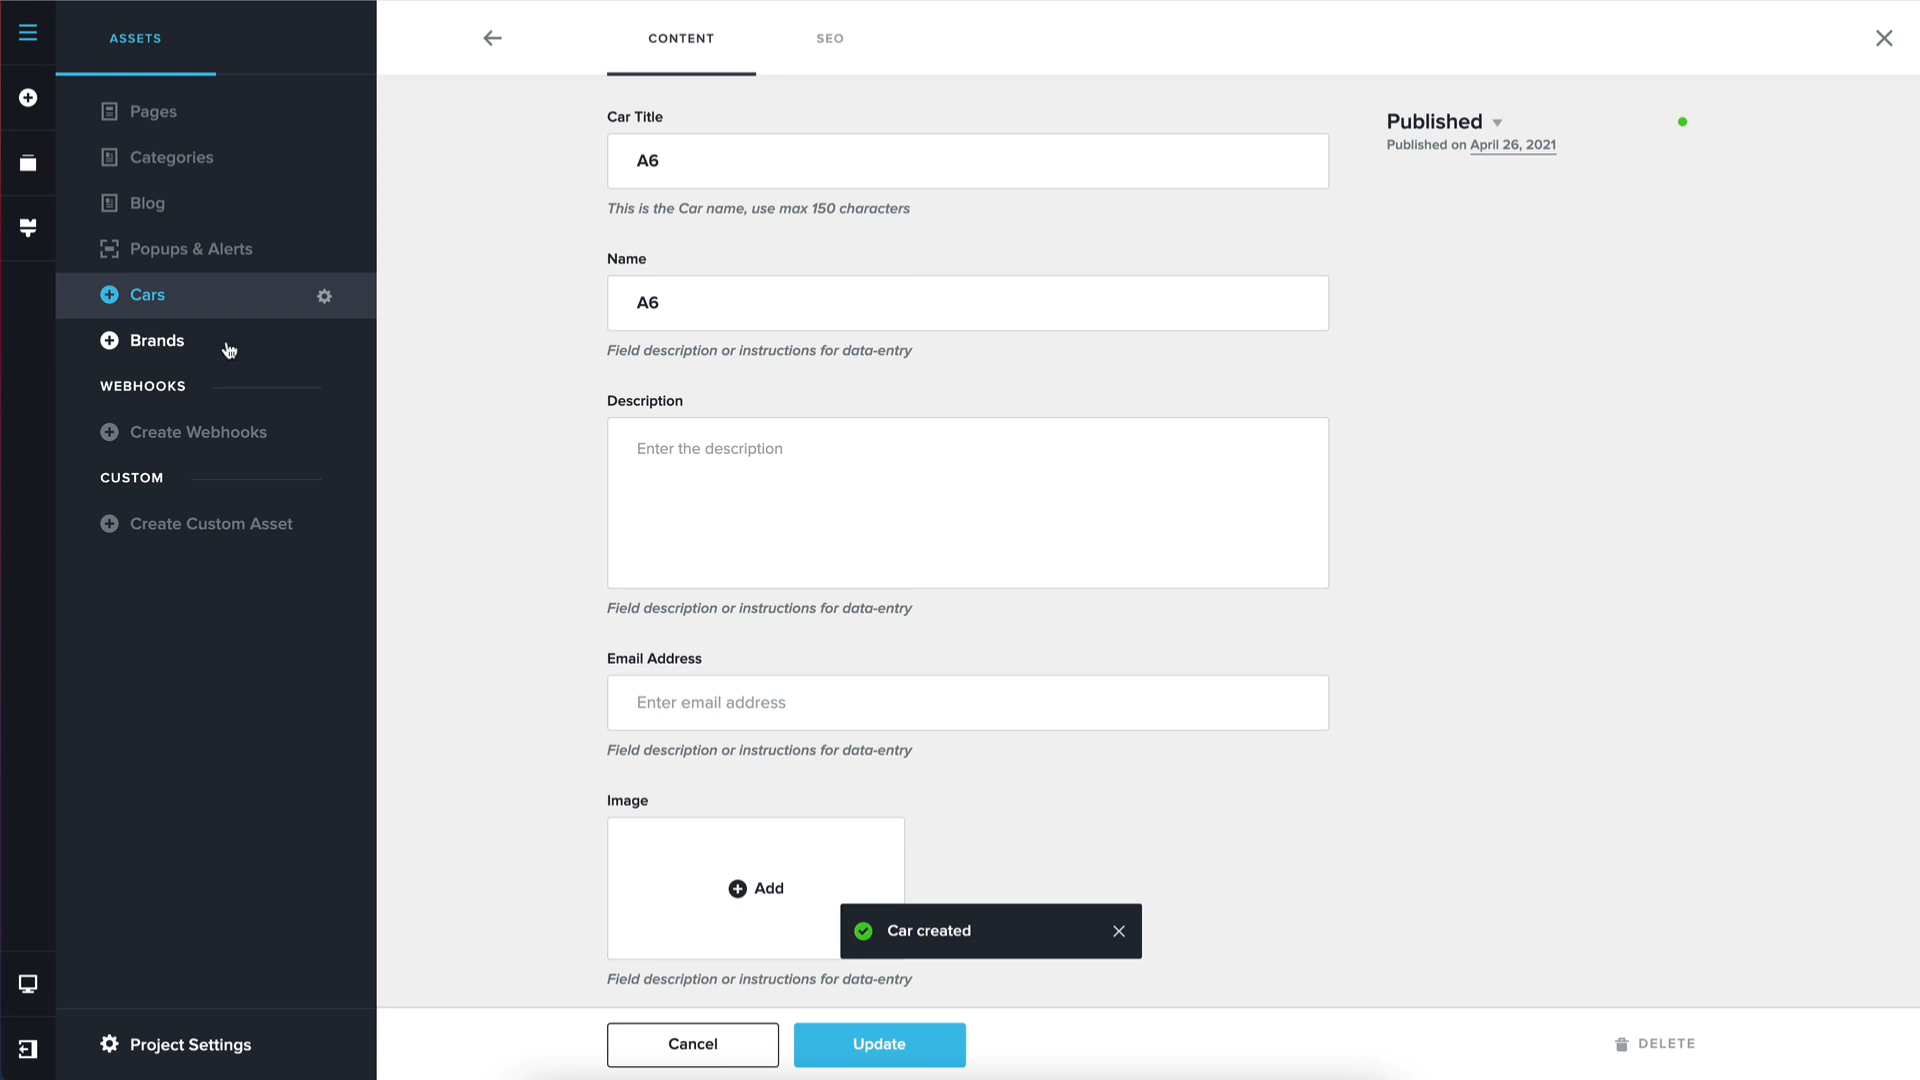 ASSETS
CONTENT
SEO
Pages
Categories
Blog
Popups & Alerts
Cars
Brands
WEBHOOKS
Create Webhooks
CUSTOM
Create Custom Asset
Project Settings
Car Title
A6
This is the Car name, use max 150 characters
Name
A6
Field description or instructions for data-entry
Description
Enter the description
Field description or instructions for data-entry
Email Address
Enter email address
Field description or instructions for data-entry
Image
Add
Car created
Field description or instructions for data-entry
Published
Published on April 26, 2021
Cancel
Update
DELETE